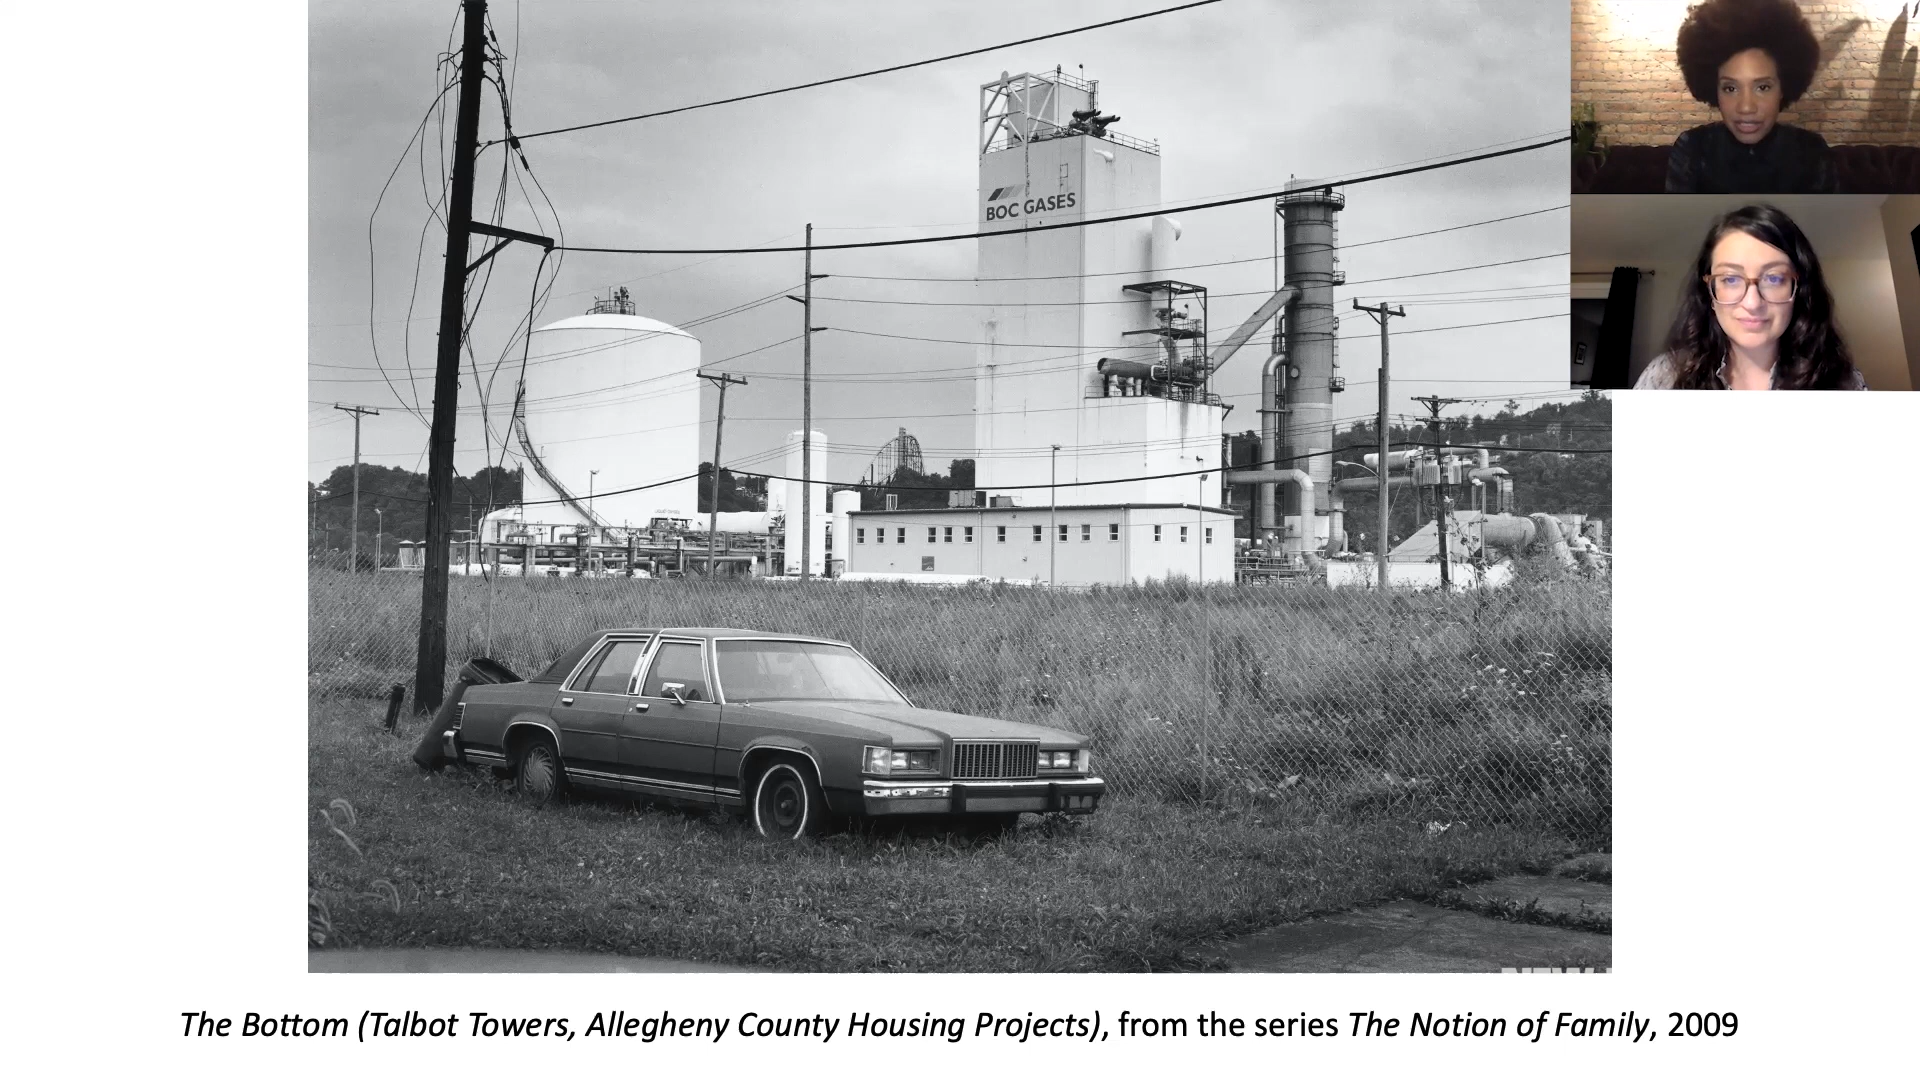 BOC GASES
The Bottom (Talbot Towers, Allegheny County Housing Projects), from the series The Notion of Family, 2009